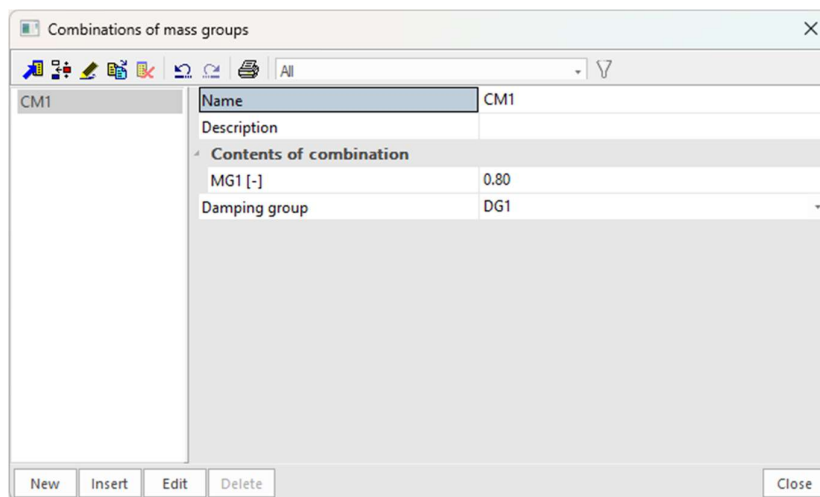 Combinations of mass groups
All
CM1
Name CM1
Description
Contents of combination
MG1 [-] 0.80
Damping group DG1
New Insert Edit Delete Close